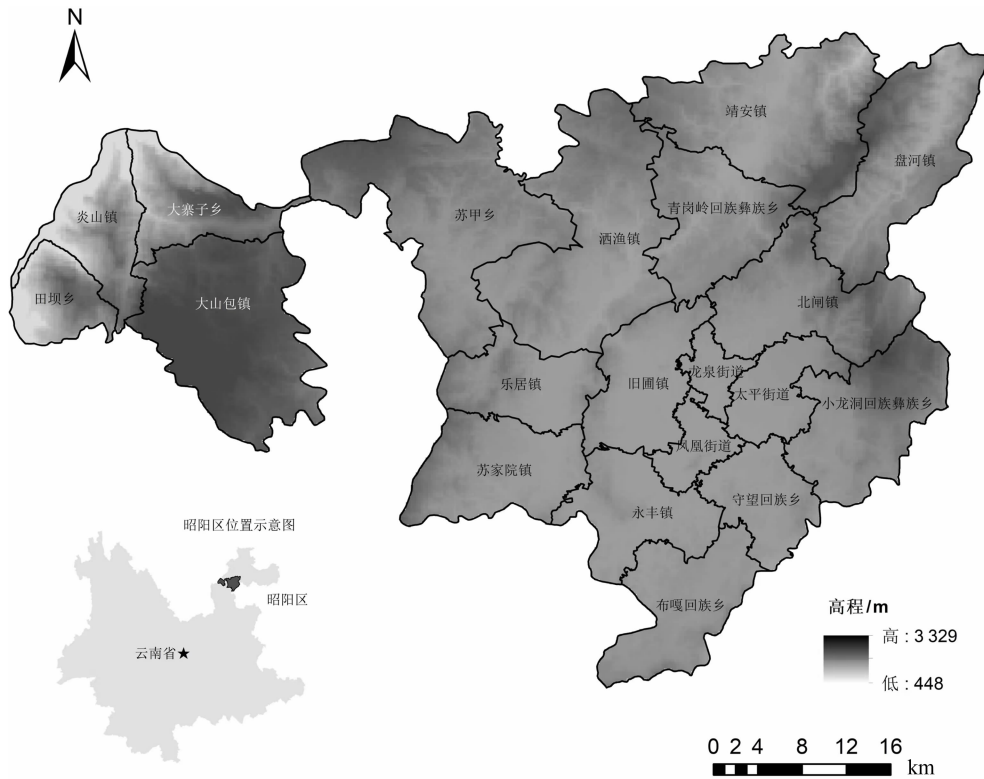 N
靖安镇
盘河镇
大寨子乡
炎山镇
苏甲乡
青岗岭回族彝族乡
洒渔镇
田坝乡
大山包镇
北闸镇
龙泉街道
乐居镇
旧圃镇
太平街道
小龙洞回族彝族乡
凤凰街道
苏家院镇
守望回族乡
永丰镇
昭阳区位置示意图
昭阳区
布嘎回族乡
高程/m
高：3 329
云南省★
低：448
0 2 4 8 12 16
km